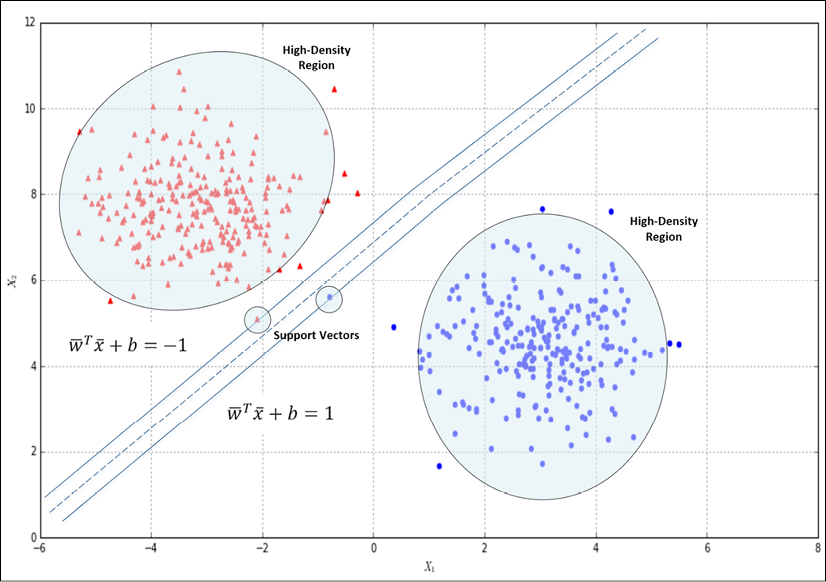 12
10
8
6
4
2
0
−6
−4
−2
0
2
4
6
8
X₂
X₁
High-Density
Region
High-Density
Region
Support Vectors
w̅ᵀx̅ + b = −1
w̅ᵀx̅ + b = 1